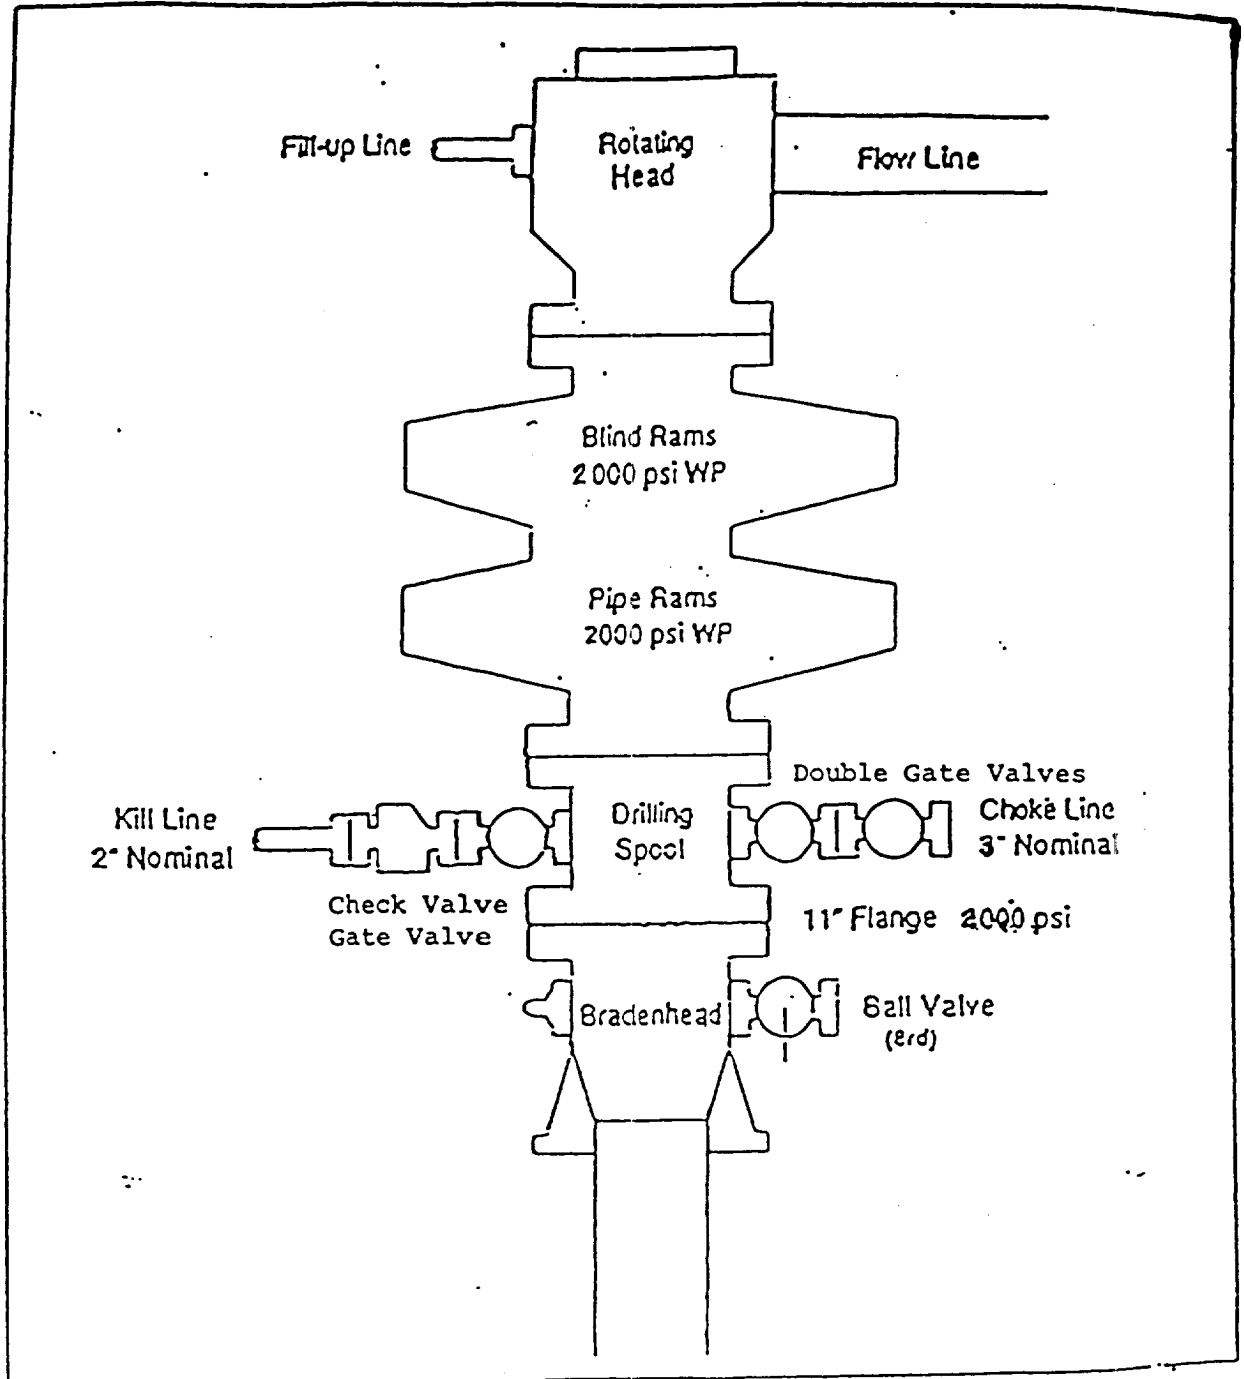 Fill-up Line
Rotating
Head
Flow Line
Blind Rams
2000 psi WP
Pipe Rams
2000 psi WP
Double Gate Valves
Kill Line
2" Nominal
Drilling
Spool
Choke Line
3" Nominal
Check Valve
Gate Valve
11" Flange 2000 psi
Bradenhead
Ball Valve